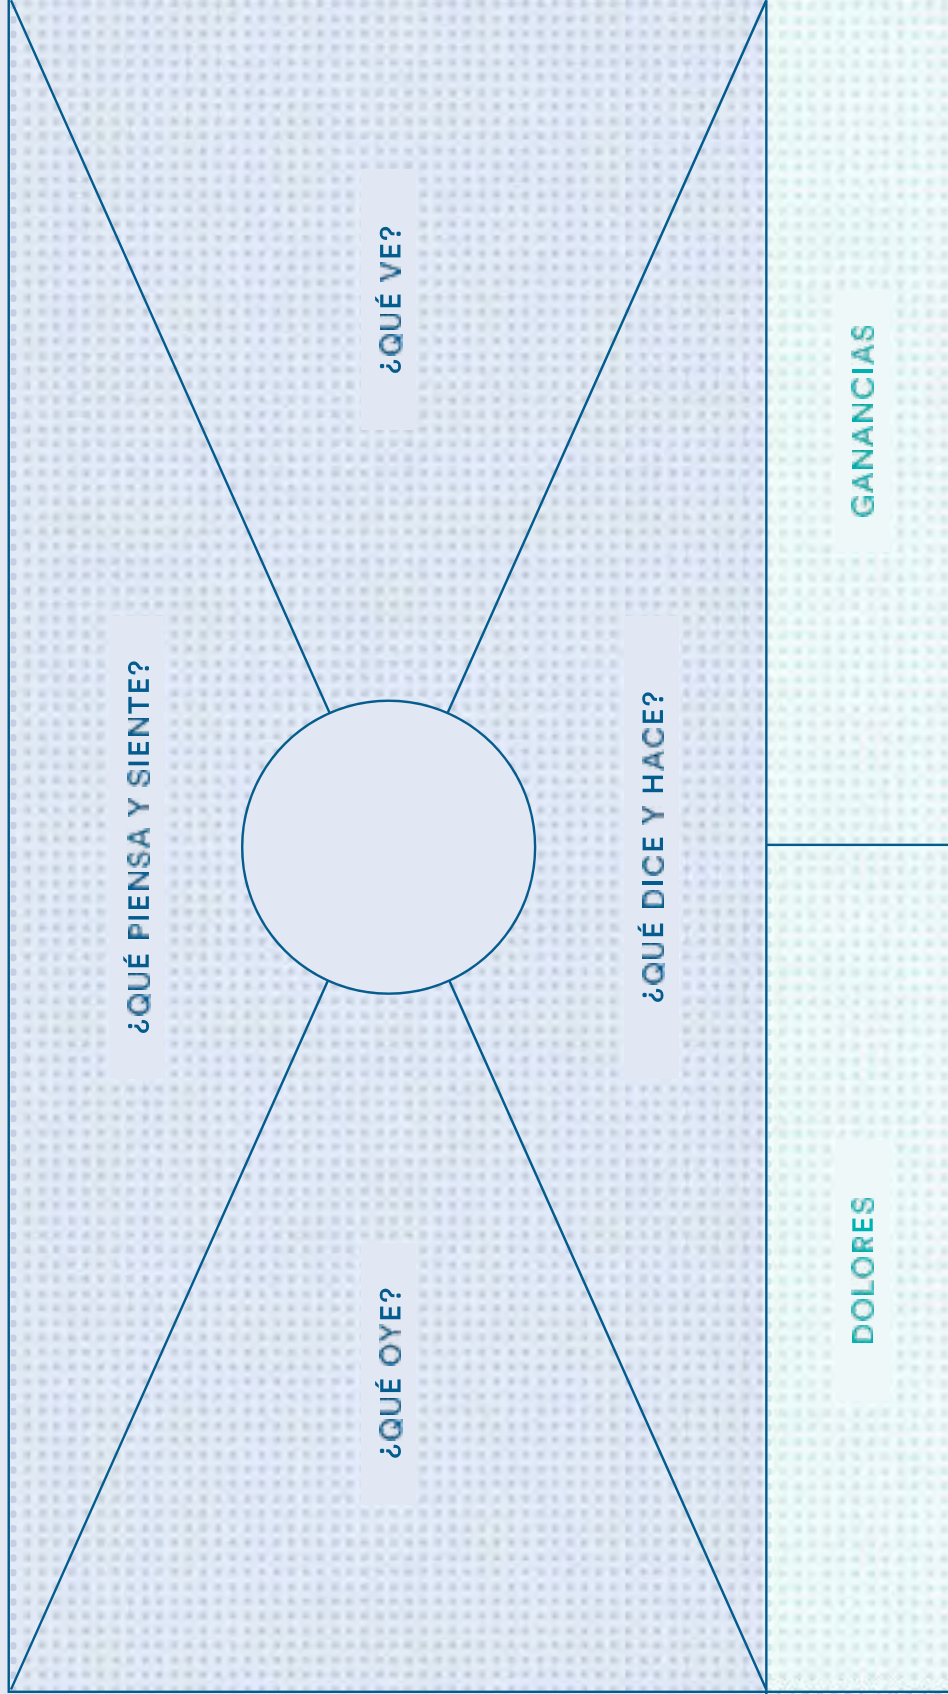 ¿QUÉ PIENSA Y SIENTE?
¿QUÉ OYE?
¿QUÉ VE?
¿QUÉ DICE Y HACE?
DOLORES
GANANCIAS